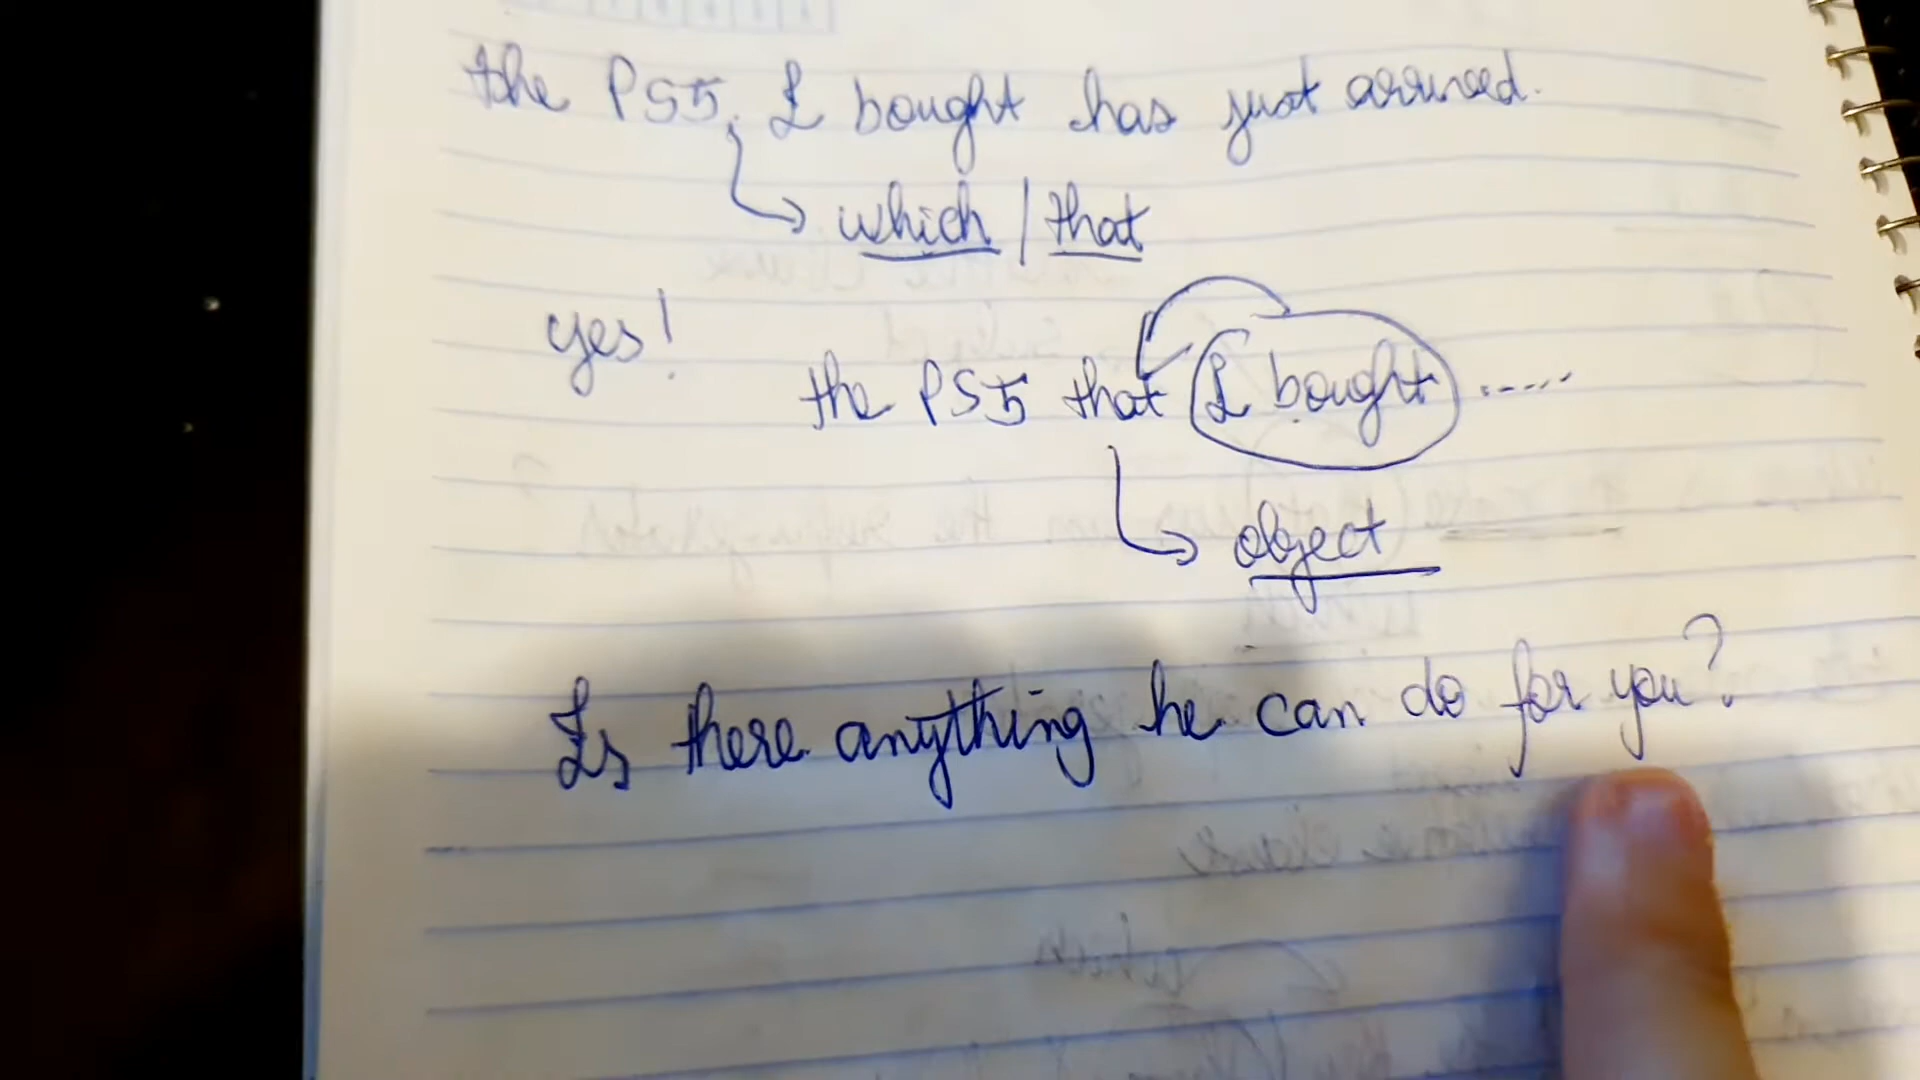 the PS5, I bought has just arrived.
which / that
yes!
the PS5 that I bought .....
object
Is there anything he can do for you?